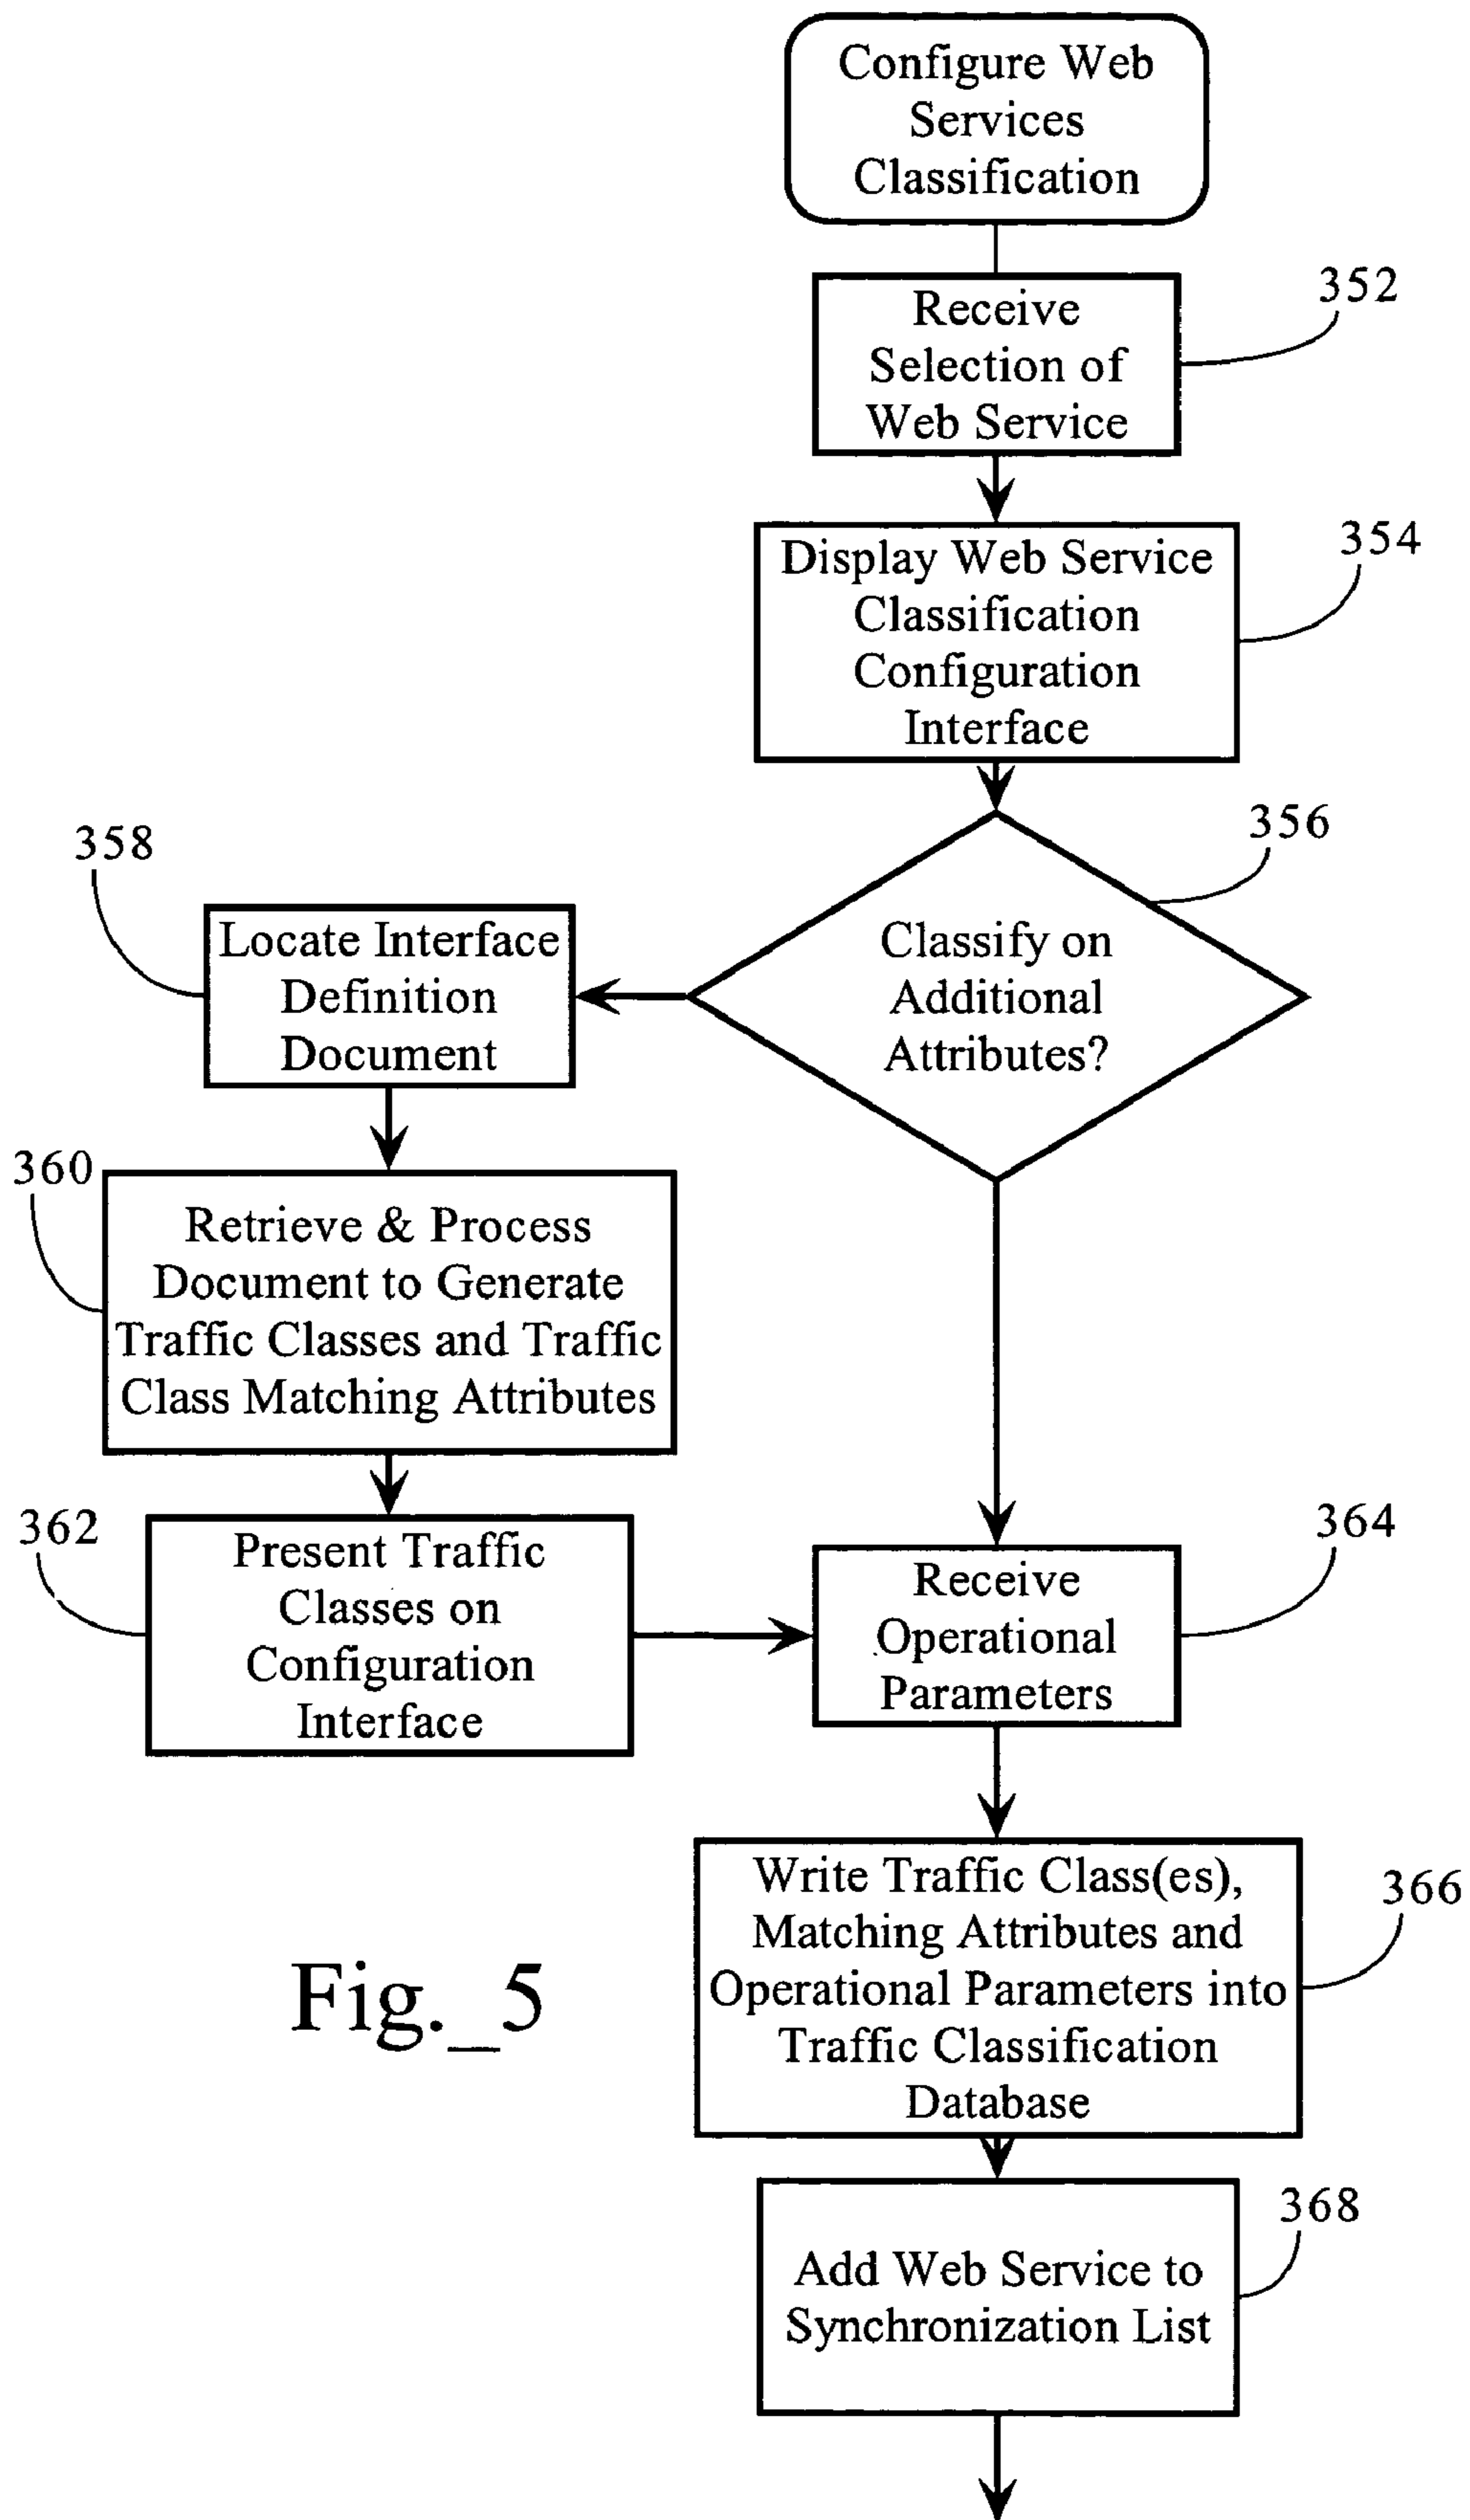 Configure Web
Services
Classification
352
Receive
Selection of
Web Service
354
Display Web Service
Classification
Configuration
Interface
356
Classify on
Additional
Attributes?
358
Locate Interface
Definition
Document
360
Retrieve & Process
Document to Generate
Traffic Classes and Traffic
Class Matching Attributes
362
Present Traffic
Classes on
Configuration
Interface
364
Receive
Operational
Parameters
366
Write Traffic Class(es),
Matching Attributes and
Operational Parameters into
Traffic Classification
Database
368
Add Web Service to
Synchronization List
Fig._5